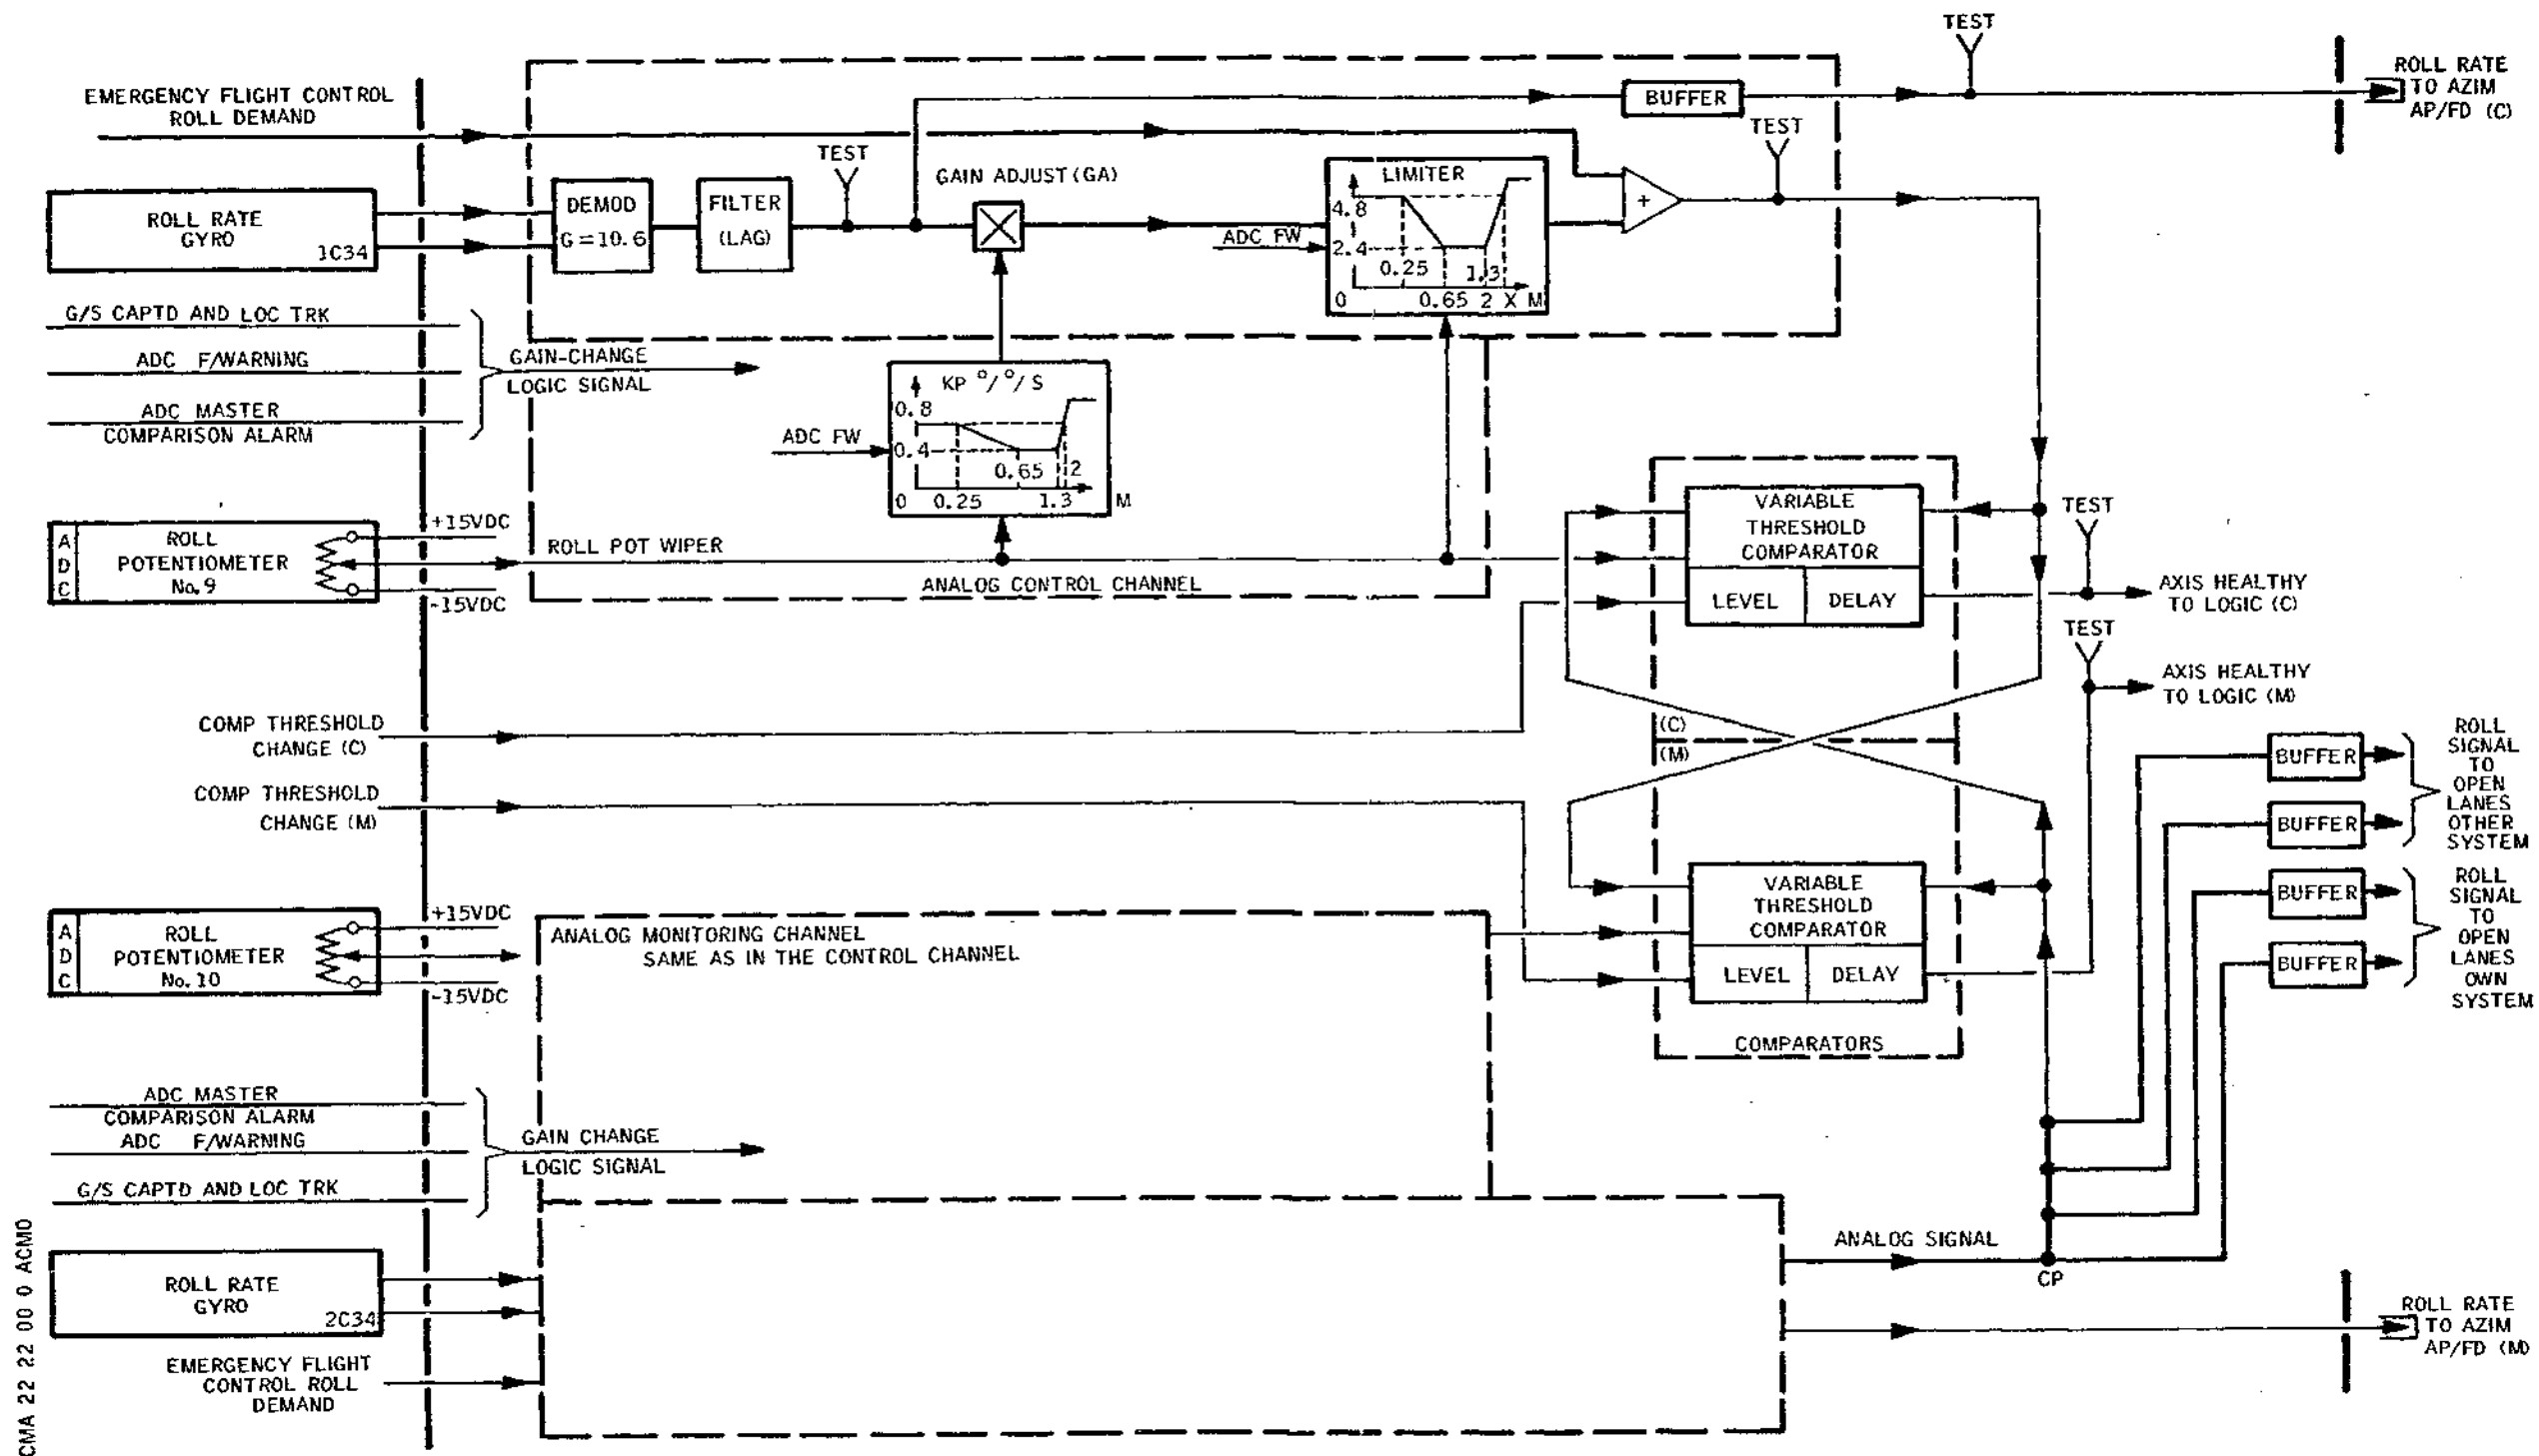 TEST
ROLL RATE
TO AZIM
AP/FD (C)
EMERGENCY FLIGHT CONTROL
ROLL DEMAND
BUFFER
TEST
TEST
GAIN ADJUST (GA)
LIMITER
4.8
2.4
0.25
1.3
0
0.65 2 X M
ADC FW
+
ROLL RATE
GYRO
1C34
DEMOD
G=10.6
FILTER
(LAG)
G/S CAPTD AND LOC TRK
ADC F/WARNING
ADC MASTER
COMPARISON ALARM
GAIN-CHANGE
LOGIC SIGNAL
KP °/°/S
0.8
0.4
0.65
2
0
0.25
1.3
M
ADC FW
A
D
C
ROLL
POTENTIOMETER
No.9
+15VDC
-15VDC
ROLL POT WIPER
ANALOG CONTROL CHANNEL
VARIABLE
THRESHOLD
COMPARATOR
LEVEL
DELAY
TEST
AXIS HEALTHY
TO LOGIC (C)
TEST
AXIS HEALTHY
TO LOGIC (M)
COMP THRESHOLD
CHANGE (C)
(C)
(M)
COMP THRESHOLD
CHANGE (M)
BUFFER
BUFFER
ROLL
SIGNAL
TO
OPEN
LANES
OTHER
SYSTEM
BUFFER
BUFFER
ROLL
SIGNAL
TO
OPEN
LANES
OWN
SYSTEM
A
D
C
ROLL
POTENTIOMETER
No.10
+15VDC
-15VDC
ANALOG MONITORING CHANNEL
SAME AS IN THE CONTROL CHANNEL
VARIABLE
THRESHOLD
COMPARATOR
LEVEL
DELAY
COMPARATORS
ADC MASTER
COMPARISON ALARM
ADC F/WARNING
G/S CAPTD AND LOC TRK
GAIN CHANGE
LOGIC SIGNAL
ANALOG SIGNAL
CP
ROLL RATE
GYRO
2C34
ROLL RATE
TO AZIM
AP/FD (M)
EMERGENCY FLIGHT
CONTROL ROLL
DEMAND
CMA 22 22 00 0 ACM0